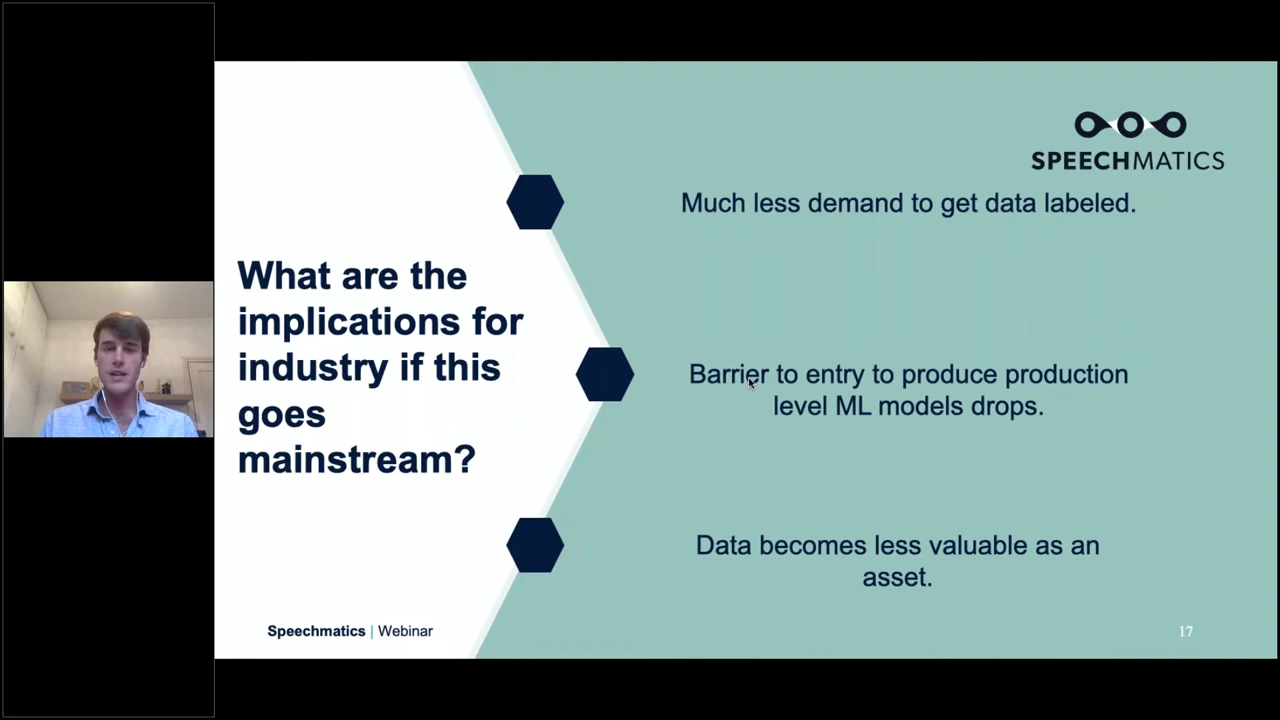 SPEECHMATICS
What are the
implications for
industry if this
goes
mainstream?
Much less demand to get data labeled.
Barrier to entry to produce production
level ML models drops.
Data becomes less valuable as an
asset.
Speechmatics | Webinar
17